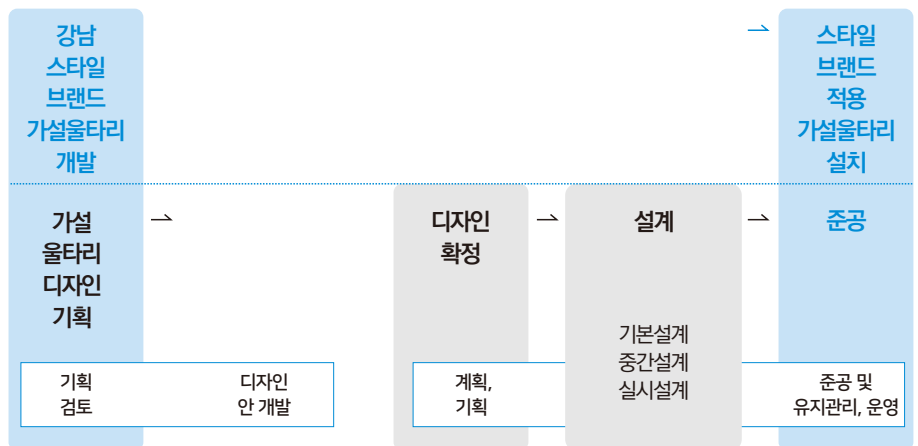 강남
스타일
브랜드
가설울타리
개발
→
스타일
브랜드
적용
가설울타리
설치
가설
울타리
디자인
기획
→
디자인
확정
→
설계
→
준공
기본설계
중간설계
실시설계
기획
검토
디자인
안 개발
계획,
기획
준공 및
유지관리, 운영